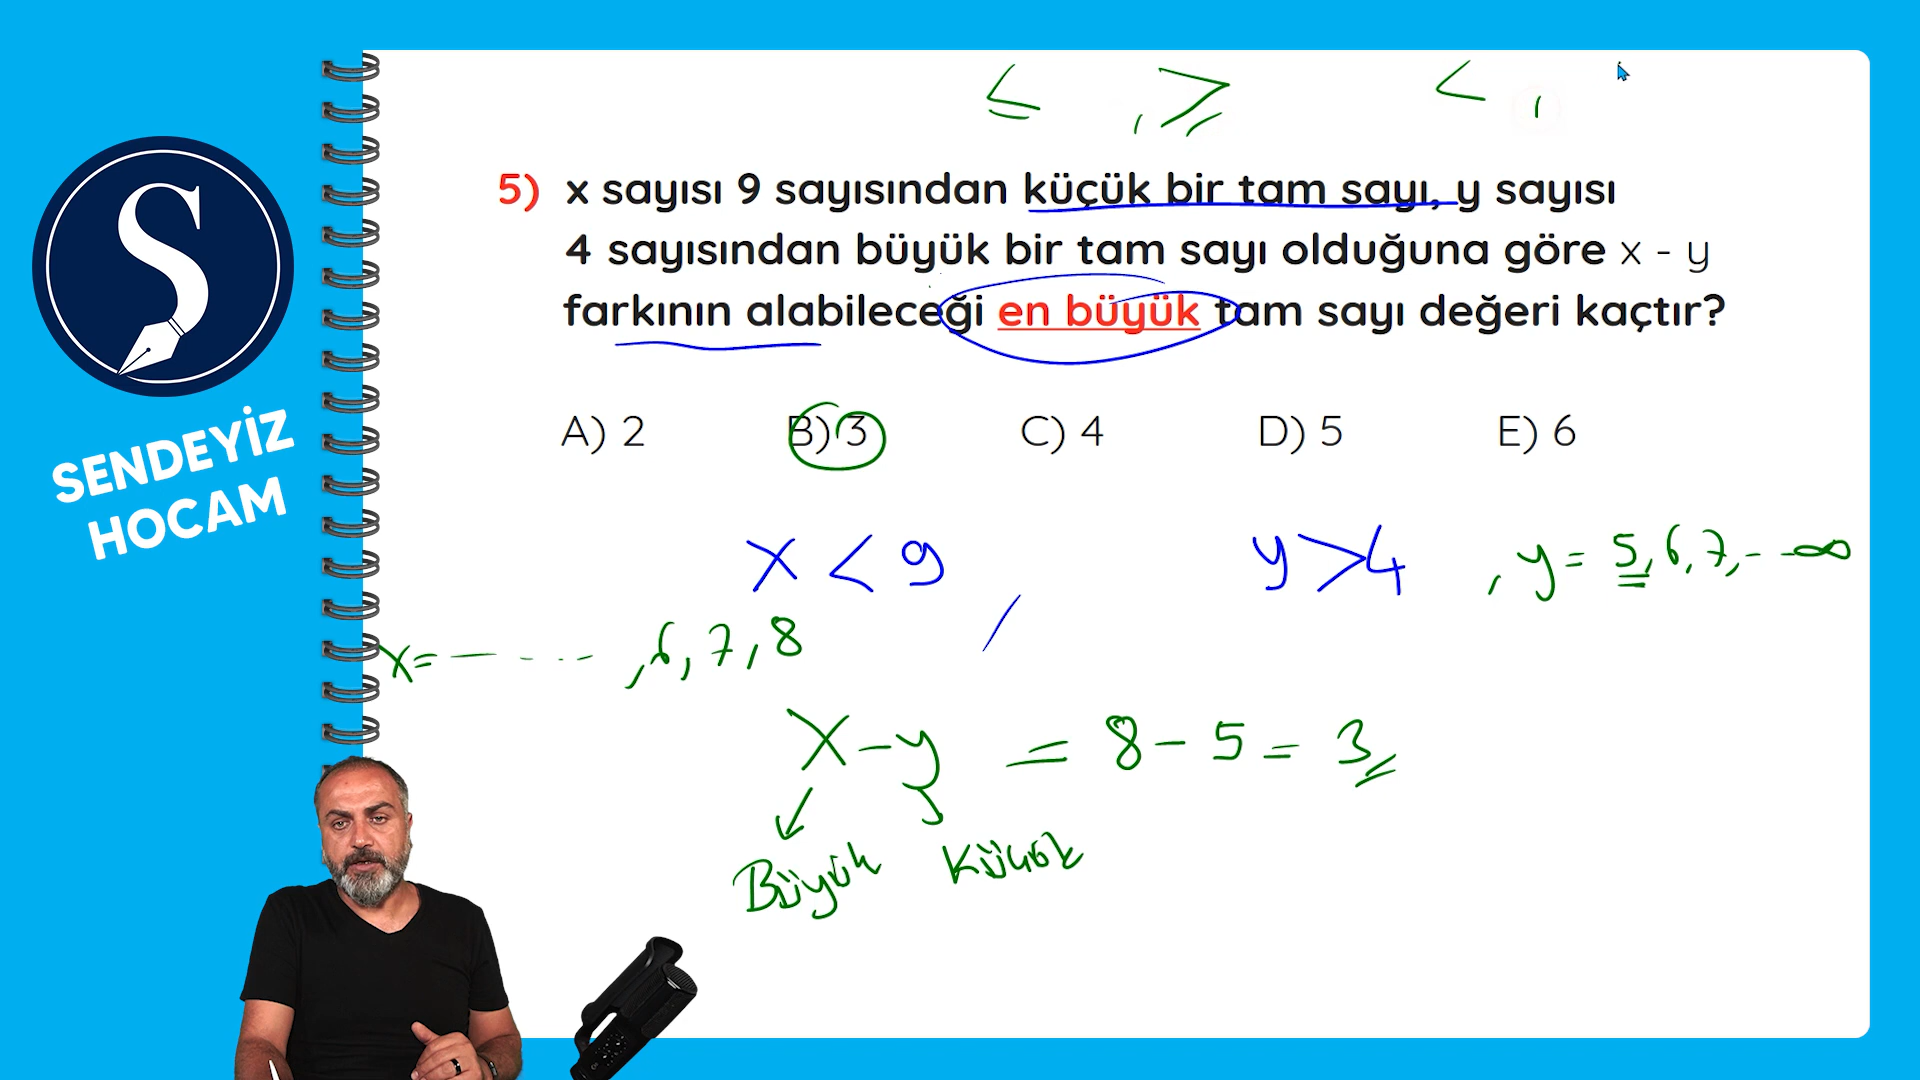 ≤ , ≥ < ,
5) x sayısı 9 sayısından küçük bir tam sayı, y sayısı
4 sayısından büyük bir tam sayı olduğuna göre x - y
farkının alabileceği en büyük tam sayı değeri kaçtır?
A) 2 B) 3 C) 4 D) 5 E) 6
SENDEYİZ
HOCAM
x < 9 y > 4 , y = 5, 6, 7, - - ∞
x = - - - - - , 6, 7, 8
x - y = 8 - 5 = 3
Büyük Küçük